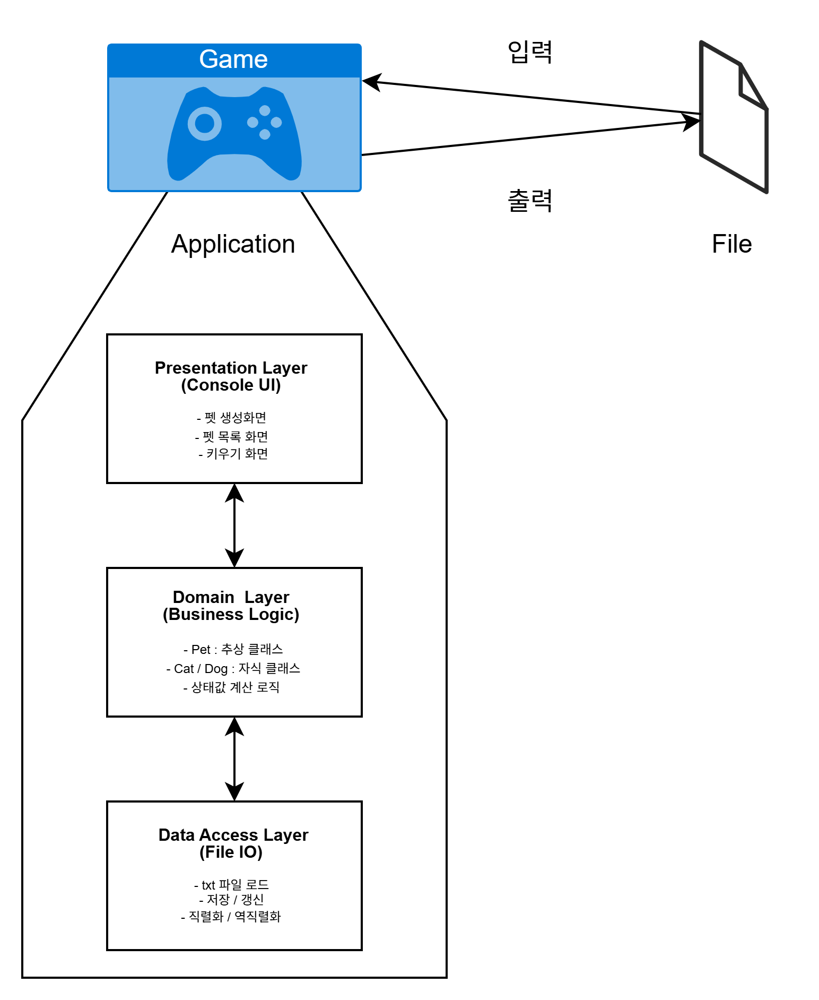 Game
입력
출력
Application
File
Presentation Layer
(Console UI)
- 펫 생성화면
- 펫 목록 화면
- 키우기 화면
Domain  Layer
(Business Logic)
- Pet : 추상 클래스
- Cat / Dog : 자식 클래스
- 상태값 계산 로직
Data Access Layer
(File IO)
- txt 파일 로드
- 저장 / 갱신
- 직렬화 / 역직렬화